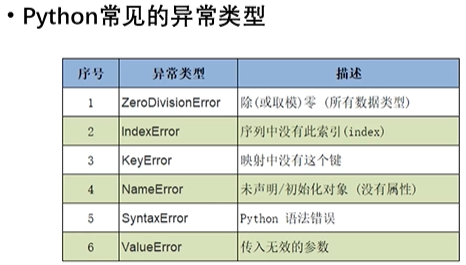 • Python常见的异常类型
序号 异常类型 描述
1 ZeroDivisionError 除(或取模)零 (所有数据类型)
2 IndexError 序列中没有此索引(index)
3 KeyError 映射中没有这个键
4 NameError 未声明/初始化对象 (没有属性)
5 SyntaxError Python 语法错误
6 ValueError 传入无效的参数